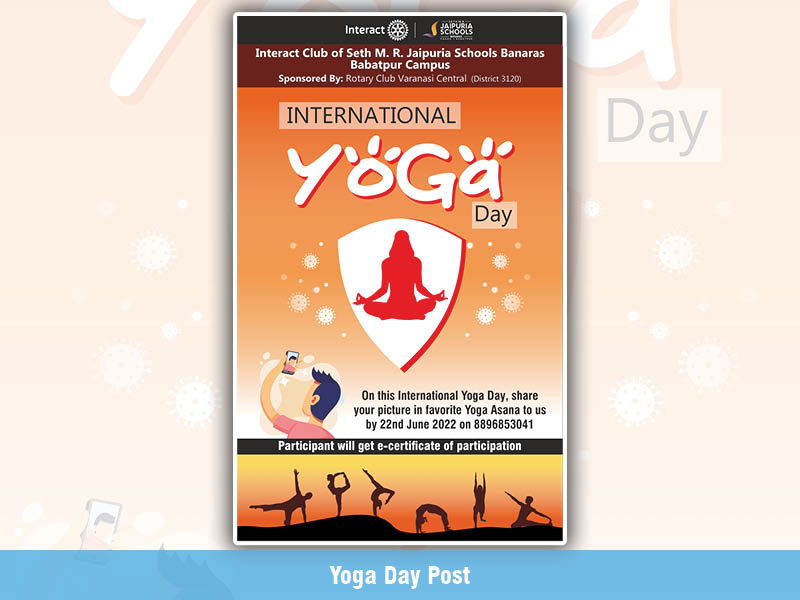 Interact
JAIPURIA
SCHOOLS
Interact Club of Seth M. R. Jaipuria Schools Banaras
Babatpur Campus
Sponsored By: Rotary Club Varanasi Central (District 3120)
INTERNATIONAL
YOGa
Day
Day
On this International Yoga Day, share
your picture in favorite Yoga Asana to us
by 22nd June 2022 on 8896853041
Participant will get e-certificate of participation
Yoga Day Post